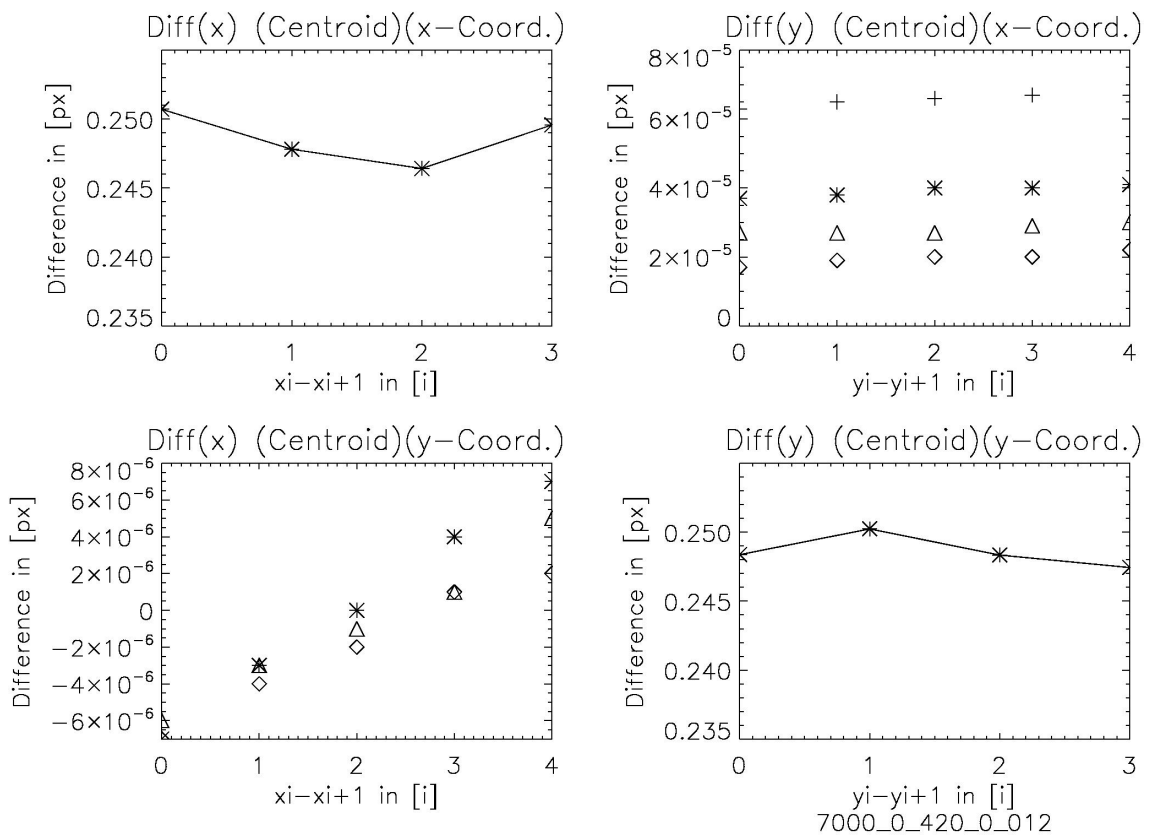 Diff(x) (Centroid)(x-Coord.)
Difference in [px]
0.250
0.245
0.240
0.235
0 1 2 3
xi-xi+1 in [i]
Diff(y) (Centroid)(x-Coord.)
Difference in [px]
8×10⁻⁵
6×10⁻⁵
4×10⁻⁵
2×10⁻⁵
0
0 1 2 3 4
yi-yi+1 in [i]
Diff(x) (Centroid)(y-Coord.)
Difference in [px]
8×10⁻⁶
6×10⁻⁶
4×10⁻⁶
2×10⁻⁶
0
-2×10⁻⁶
-4×10⁻⁶
-6×10⁻⁶
0 1 2 3 4
xi-xi+1 in [i]
Diff(y) (Centroid)(y-Coord.)
Difference in [px]
0.250
0.245
0.240
0.235
0 1 2 3
yi-yi+1 in [i]
7000_0_420_0_012